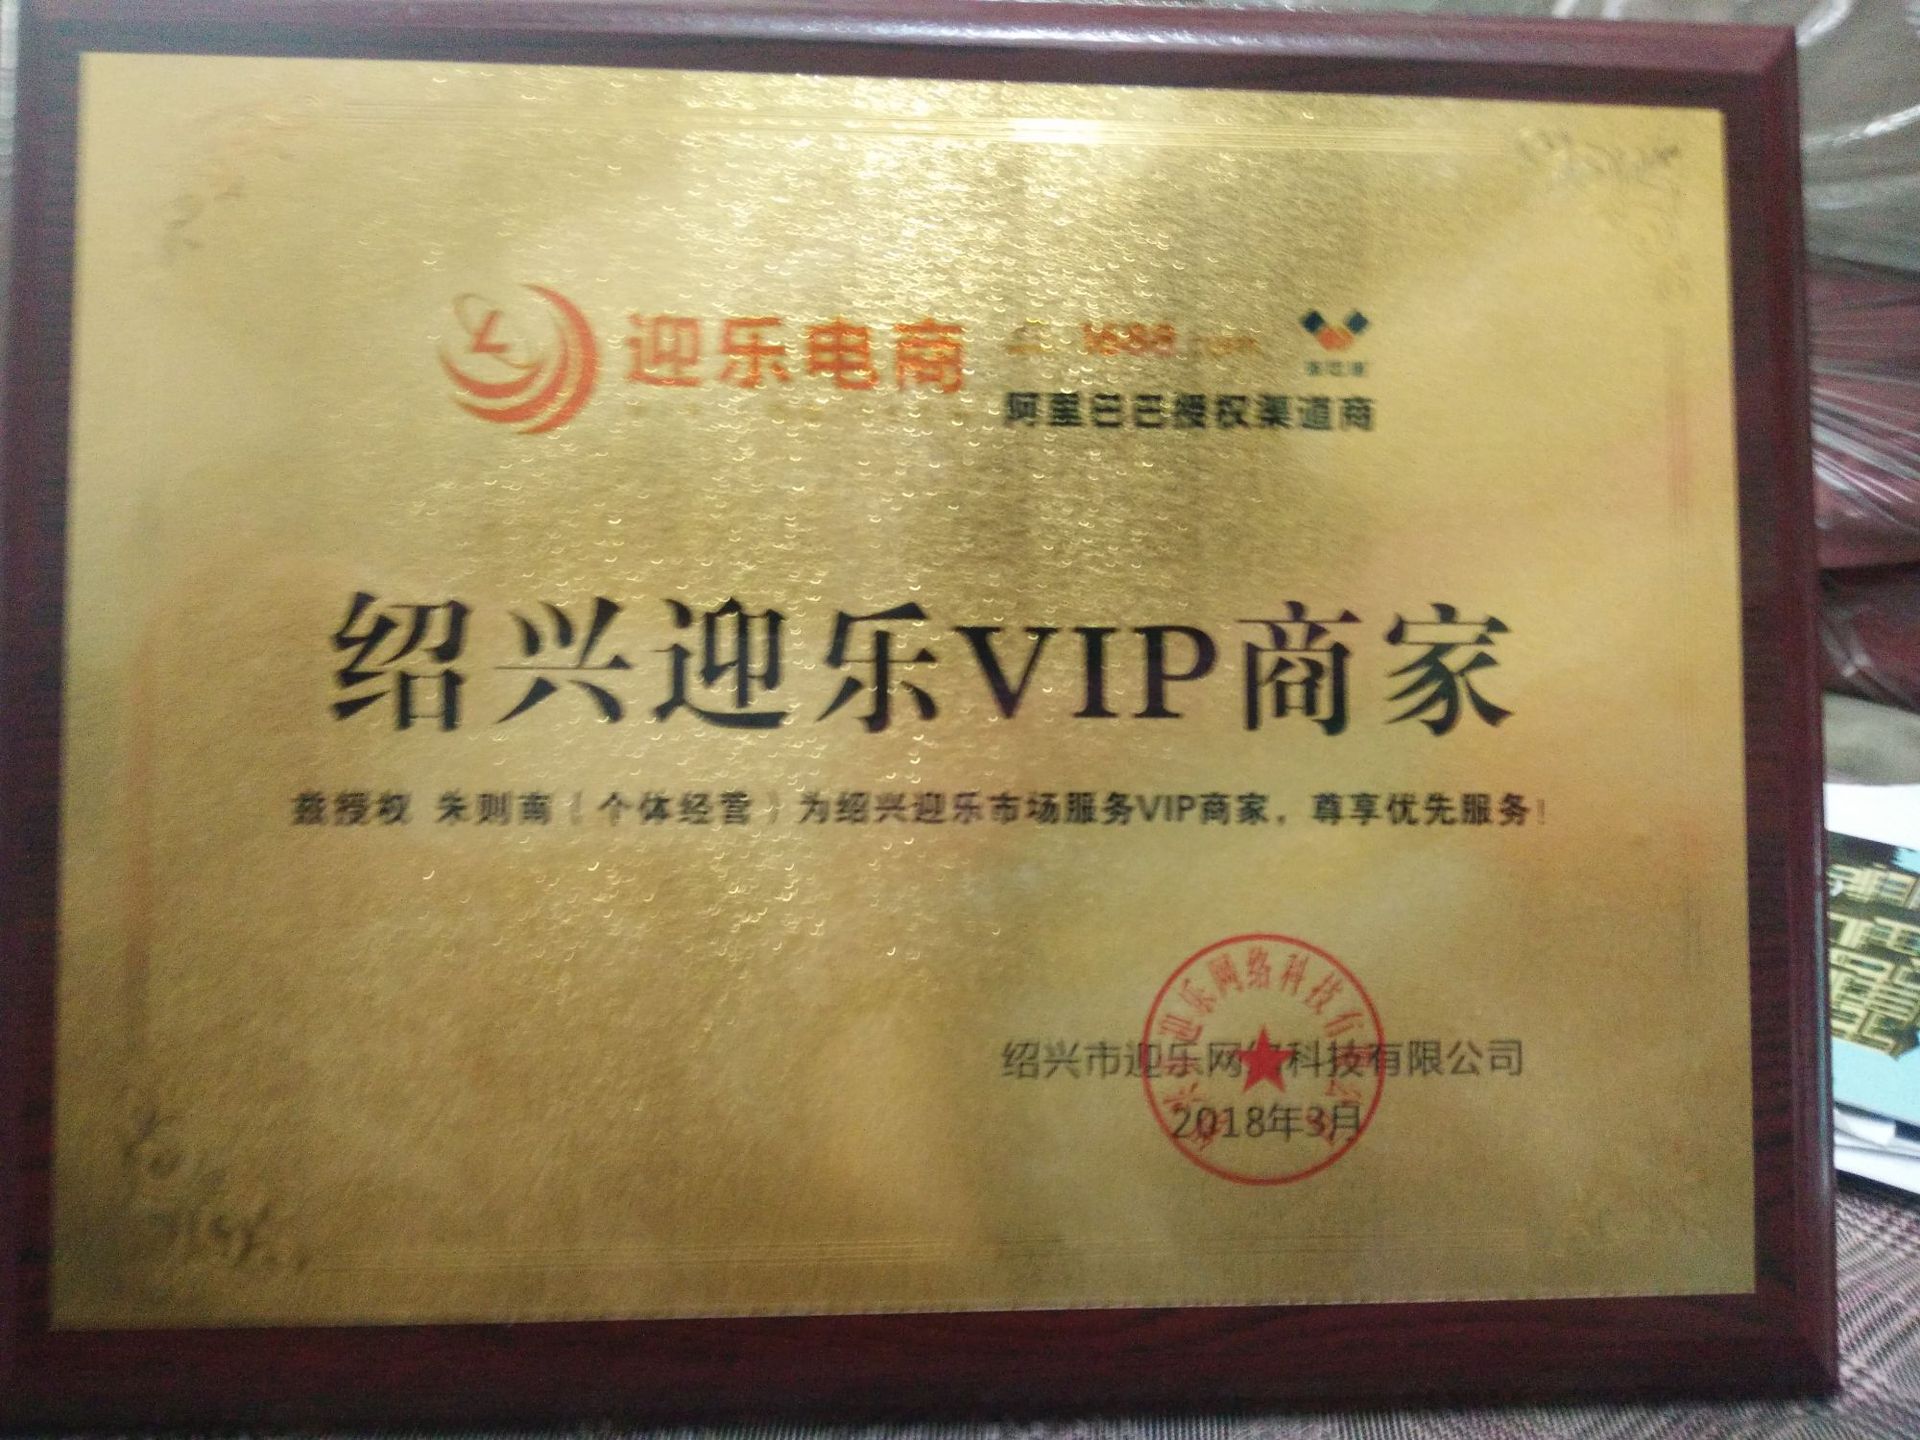 迎乐电商
1688
阿里巴巴授权渠道商
绍兴迎乐VIP商家
兹授权 朱则南（个体经营）为绍兴迎乐市场服务VIP商家，尊享优先服务！
绍兴市迎乐网络科技有限公司
2018年3月